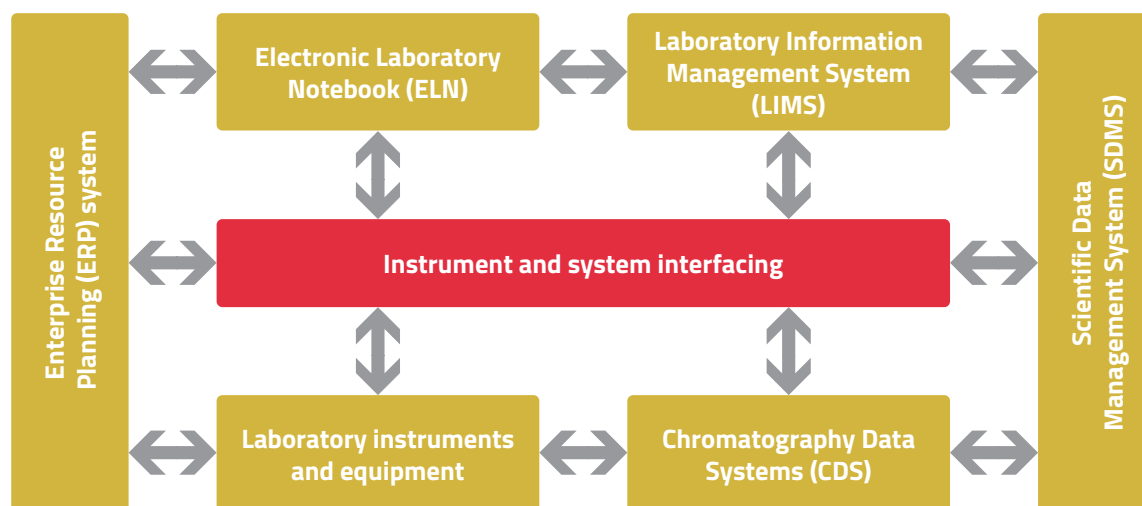 Enterprise Resource
Planning (ERP) system
Electronic Laboratory
Notebook (ELN)
Laboratory Information
Management System
(LIMS)
Instrument and system interfacing
Laboratory instruments
and equipment
Chromatography Data
Systems (CDS)
Scientific Data
Management System (SDMS)